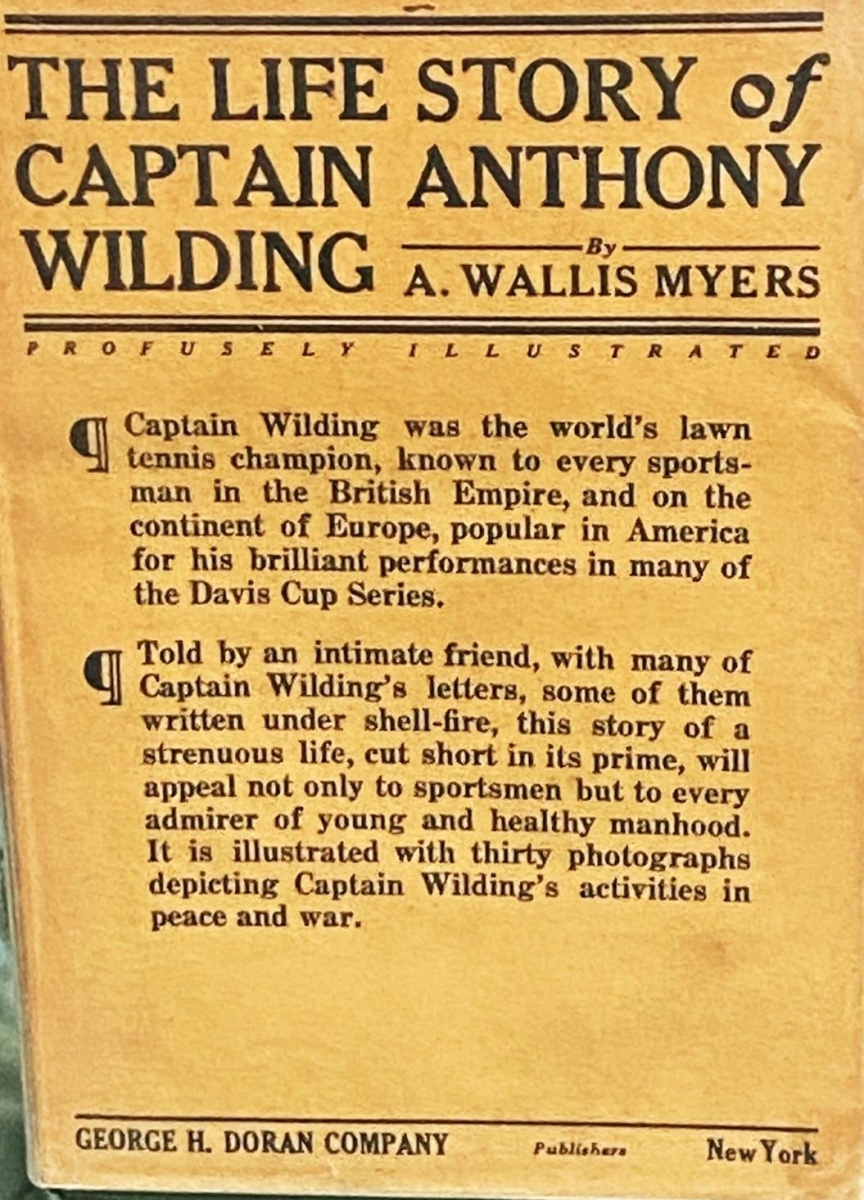 THE LIFE STORY of
CAPTAIN ANTHONY
WILDING By
A. WALLIS MYERS
PROFUSELY ILLUSTRATED
¶ Captain Wilding was the world's lawn
tennis champion, known to every sports-
man in the British Empire, and on the
continent of Europe, popular in America
for his brilliant performances in many of
the Davis Cup Series.
¶ Told by an intimate friend, with many of
Captain Wilding's letters, some of them
written under shell-fire, this story of a
strenuous life, cut short in its prime, will
appeal not only to sportsmen but to every
admirer of young and healthy manhood.
It is illustrated with thirty photographs
depicting Captain Wilding's activities in
peace and war.
GEORGE H. DORAN COMPANY Publishers New York